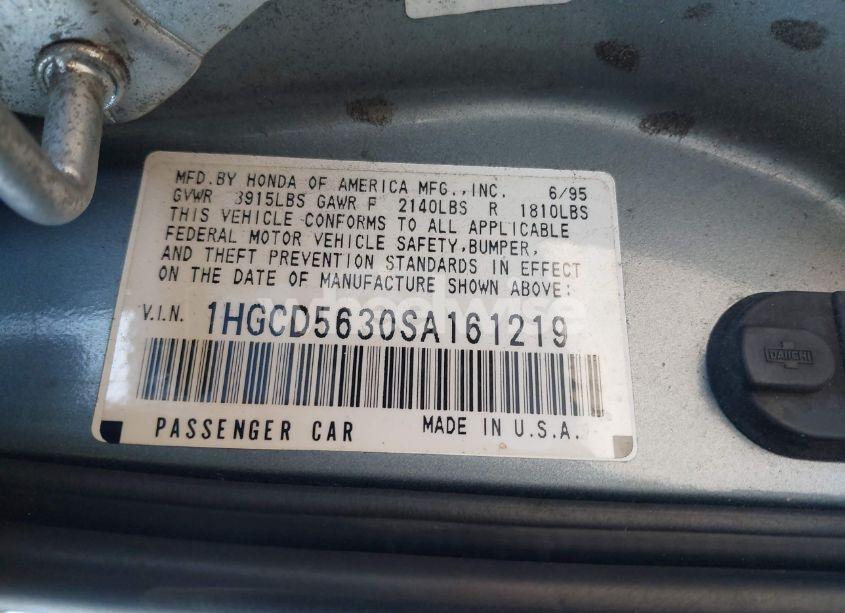 MFD.BY HONDA OF AMERICA MFG.,INC. 6/95
GVWR 3915LBS GAWR F 2140LBS R 1810LBS
THIS VEHICLE CONFORMS TO ALL APPLICABLE
FEDERAL MOTOR VEHICLE SAFETY,BUMPER,
AND THEFT PREVENTION STANDARDS IN EFFECT
ON THE DATE OF MANUFACTURE SHOWN ABOVE:
V.I.N. 1HGCD5630SA161219
PASSENGER CAR MADE IN U.S.A.
DAIICHI